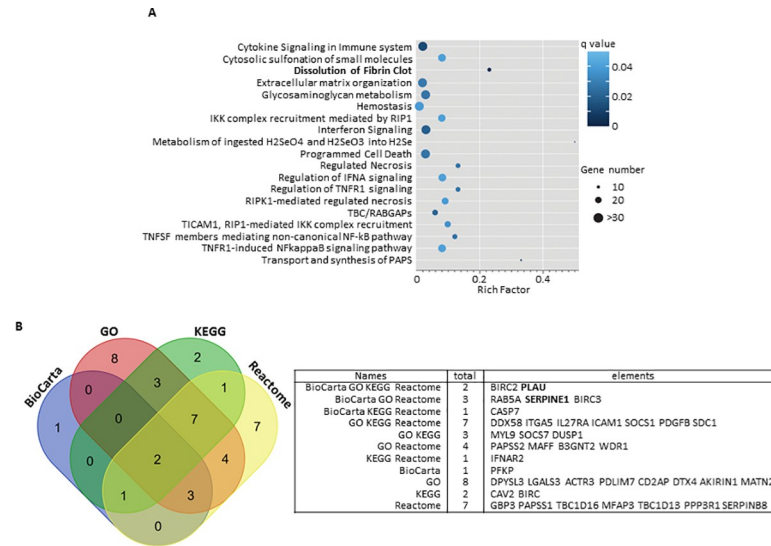 A
q value
0.04
0.02
0
Gene number
10
20
>30
Cytokine Signaling in Immune system
Cytosolic sulfonation of small molecules
Dissolution of Fibrin Clot
Extracellular matrix organization
Glycosaminoglycan metabolism
Hemostasis
IKK complex recruitment mediated by RIP1
Interferon Signaling
Metabolism of ingested H2SeO4 and H2SeO3 into H2Se
Programmed Cell Death
Regulated Necrosis
Regulation of IFNA signaling
Regulation of TNFR1 signaling
RIPK1-mediated regulated necrosis
TBC/RABGAPs
TICAM1, RIP1-mediated IKK complex recruitment
TNFSF members mediating non-canonical NF-kB pathway
TNFR1-induced NFkappaB signaling pathway
Transport and synthesis of PAPS
0 0.2 0.4
Rich Factor
B
BioCarta
GO
KEGG
Reactome
8 2
0 3 1
1 0 7 7
0 2 4
1 3
0
Names total elements
BioCarta GO KEGG Reactome 2 BIRC2 PLAU
BioCarta GO Reactome 3 RAB5A SERPINE1 BIRC3
BioCarta KEGG Reactome 1 CASP7
GO KEGG Reactome 7 DDX58 ITGA5 IL27RA ICAM1 SOCS1 PDGFB SDC1
GO KEGG 3 MYL9 SOCS7 DUSP1
GO Reactome 4 PAPSS2 MAFF B3GNT2 WDR1
KEGG Reactome 1 IFNAR2
BioCarta 1 PFKP
GO 8 DPYSL3 LGALS3 ACTR3 PDLIM7 CD2AP DTX4 AKIRIN1 MATN2
KEGG 2 CAV2 BIRC
Reactome 7 GBP3 PAPSS1 TBC1D16 MFAP3 TBC1D13 PPP3R1 SERPINB8